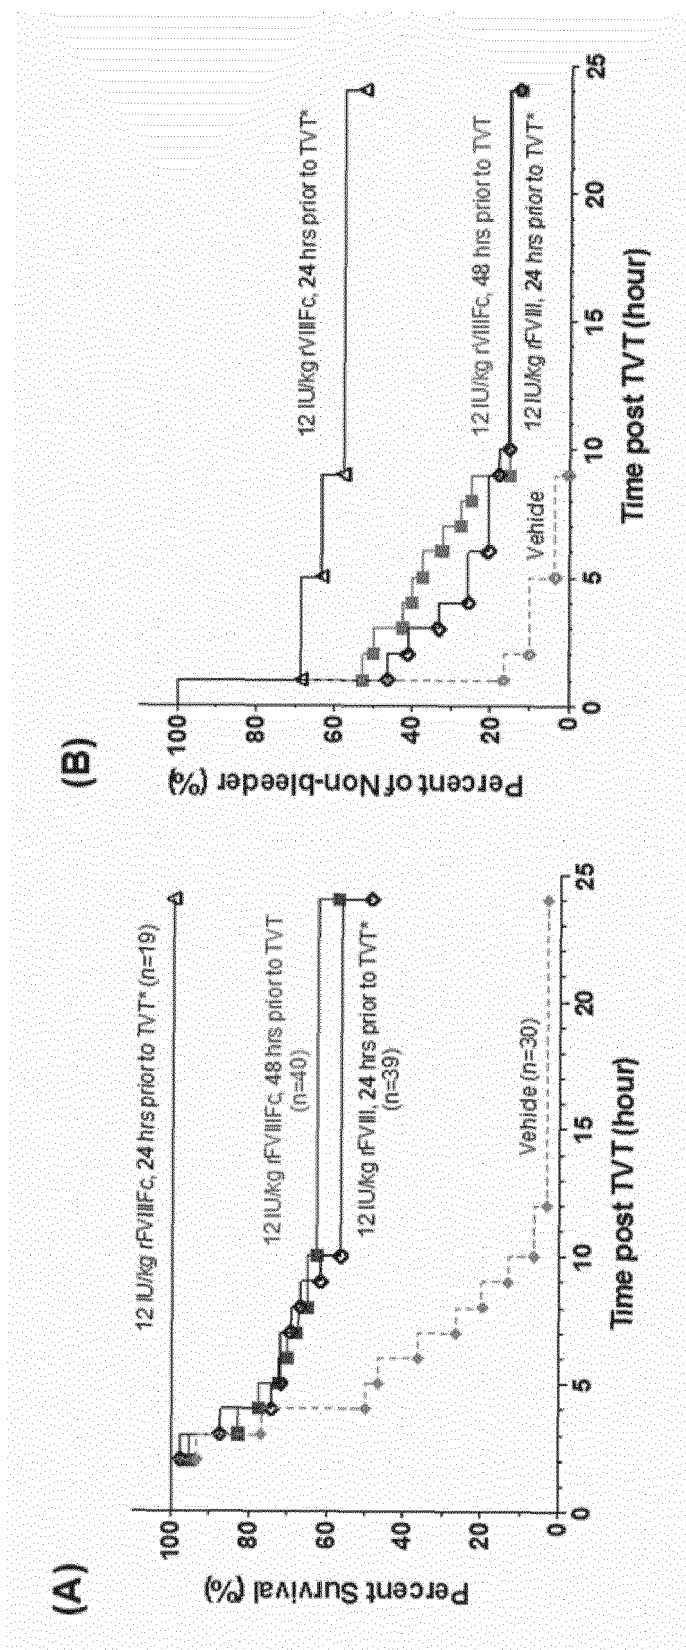 (A)
Percent Survival (%)
100
80
60
40
20
0
12 IU/kg rFVIIIFc, 24 hrs prior to TVT* (n=19)
12 IU/kg rFVIIIFc, 48 hrs prior to TVT
(n=40)
12 IU/kg rFVIII, 24 hrs prior to TVT*
(n=39)
Vehicle (n=30)
0
5
10
15
20
25
Time post TVT (hour)
(B)
Percent of Non-bleeder (%)
100
80
60
40
20
0
12 IU/kg rVIIIFc, 24 hrs prior to TVT*
12 IU/kg rVIIIFc, 48 hrs prior to TVT
12 IU/kg rFVIII, 24 hrs prior to TVT*
Vehicle
0
5
10
15
20
25
Time post TVT (hour)